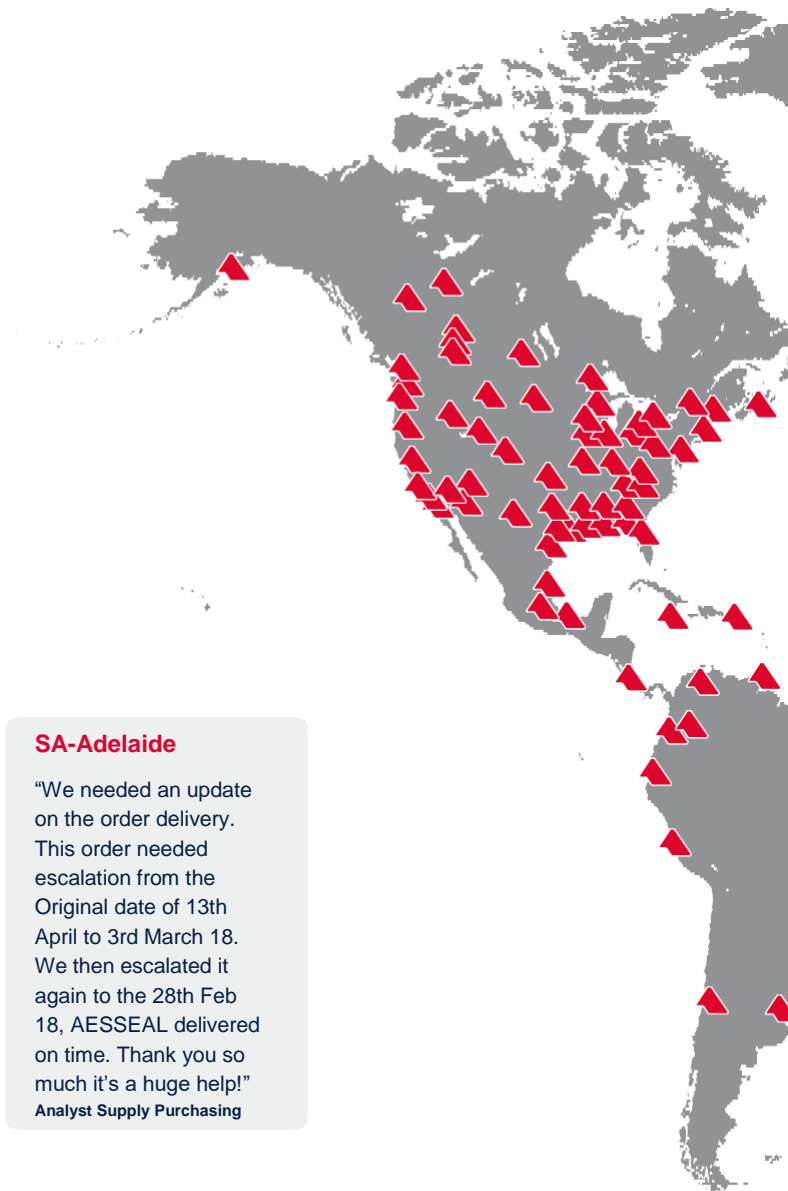 SA-Adelaide
“We needed an update
on the order delivery.
This order needed
escalation from the
Original date of 13th
April to 3rd March 18.
We then escalated it
again to the 28th Feb
18, AESSEAL delivered
on time. Thank you so
much it’s a huge help!”
Analyst Supply Purchasing